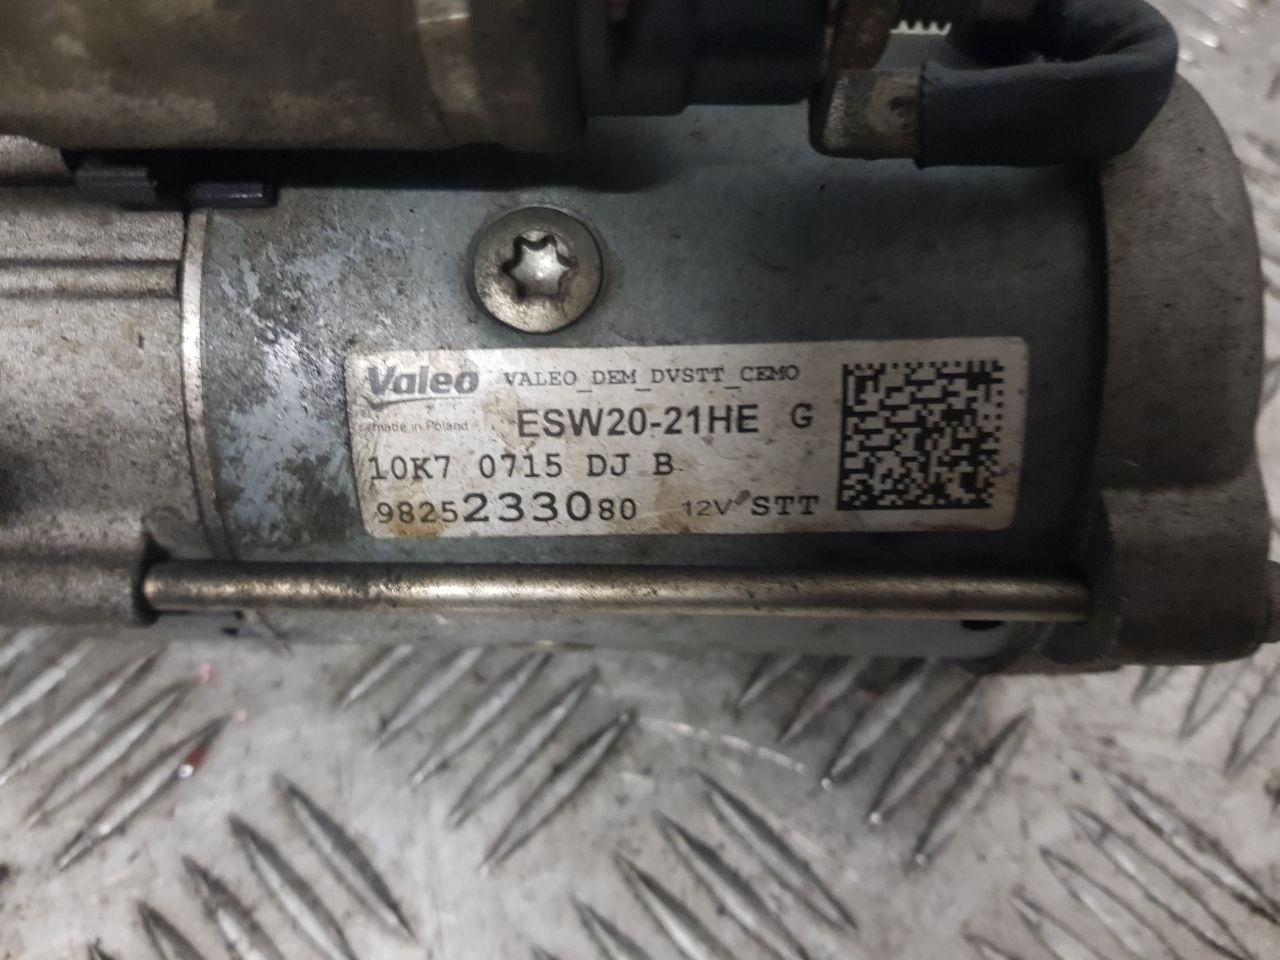 Valeo VALEO_DEM_DVSTT_CEMO
made in Poland ESW20-21HE G
10K7 0715 DJ B
9825233080 12V STT